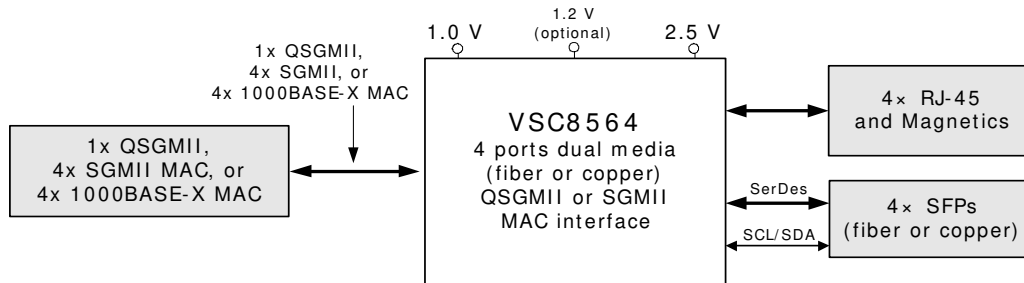 1.0 V
1.2 V
(optional)
2.5 V
1x QSGMII,
4x SGMII, or
4x 1000BASE-X MAC
1x QSGMII,
4x SGMII MAC, or
4x 1000BASE-X MAC
VSC8564
4 ports dual media
(fiber or copper)
QSGMII or SGMII
MAC interface
4× RJ-45
and Magnetics
SerDes
4× SFPs
(fiber or copper)
SCL/SDA